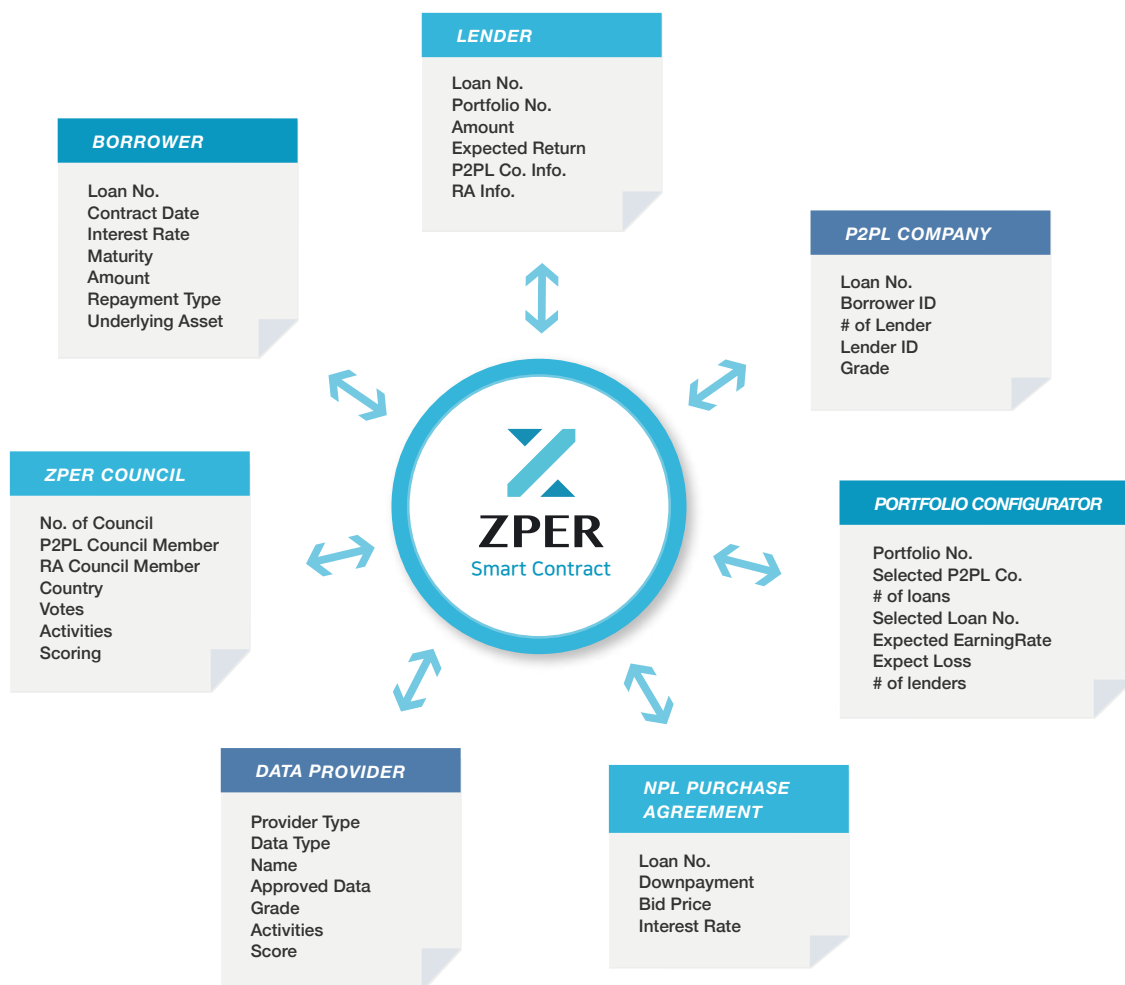 LENDER
Loan No.
Portfolio No.
Amount
Expected Return
P2PL Co. Info.
RA Info.
BORROWER
Loan No.
Contract Date
Interest Rate
Maturity
Amount
Repayment Type
Underlying Asset
P2PL COMPANY
Loan No.
Borrower ID
# of Lender
Lender ID
Grade
ZPER
Smart Contract
ZPER COUNCIL
No. of Council
P2PL Council Member
RA Council Member
Country
Votes
Activities
Scoring
PORTFOLIO CONFIGURATOR
Portfolio No.
Selected P2PL Co.
# of loans
Selected Loan No.
Expected EarningRate
Expect Loss
# of lenders
DATA PROVIDER
Provider Type
Data Type
Name
Approved Data
Grade
Activities
Score
NPL PURCHASE
AGREEMENT
Loan No.
Downpayment
Bid Price
Interest Rate